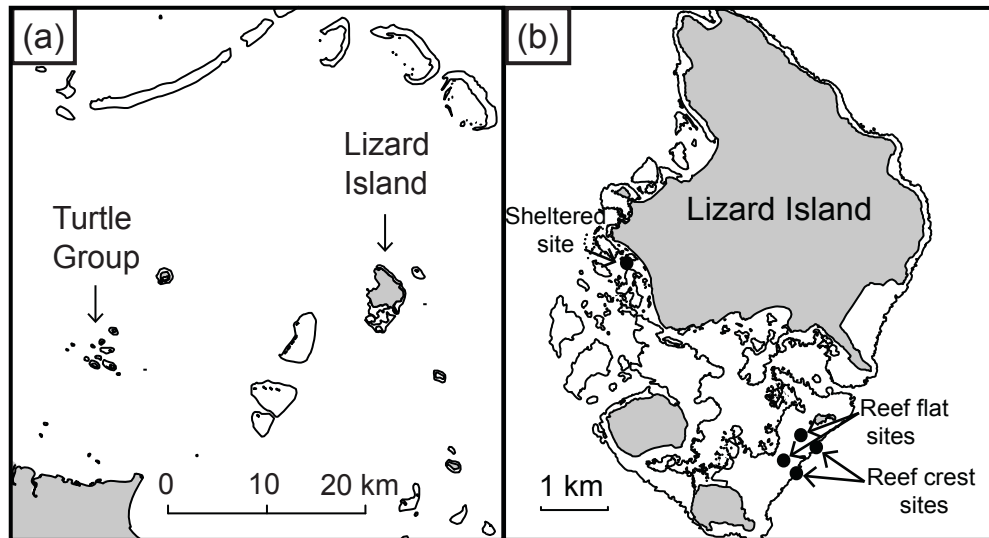 (a)
Lizard
Island
Turtle
Group
0 10 20 km
(b)
Lizard Island
Sheltered
site
Reef flat
sites
Reef crest
sites
1 km